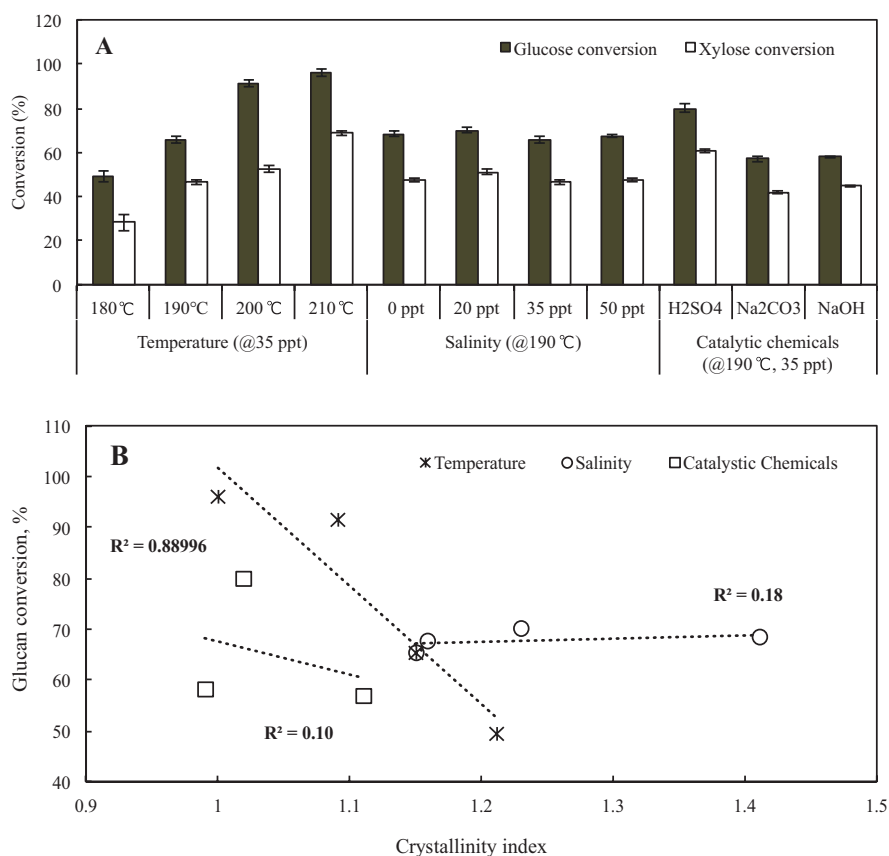 A
Glucose conversion
Xylose conversion
Conversion (%)
120
100
80
60
40
20
0
180℃ 190°C 200℃ 210℃ 0 ppt 20 ppt 35 ppt 50 ppt H2SO4 Na2CO3 NaOH
Temperature (@35 ppt) Salinity (@190℃) Catalytic chemicals
(@190℃, 35 ppt)
B
Temperature Salinity Catalytic Chemicals
Glucan conversion, %
110
100
90
80
70
60
50
40
R² = 0.88996
R² = 0.18
R² = 0.10
0.9 1 1.1 1.2 1.3 1.4 1.5
Crystallinity index